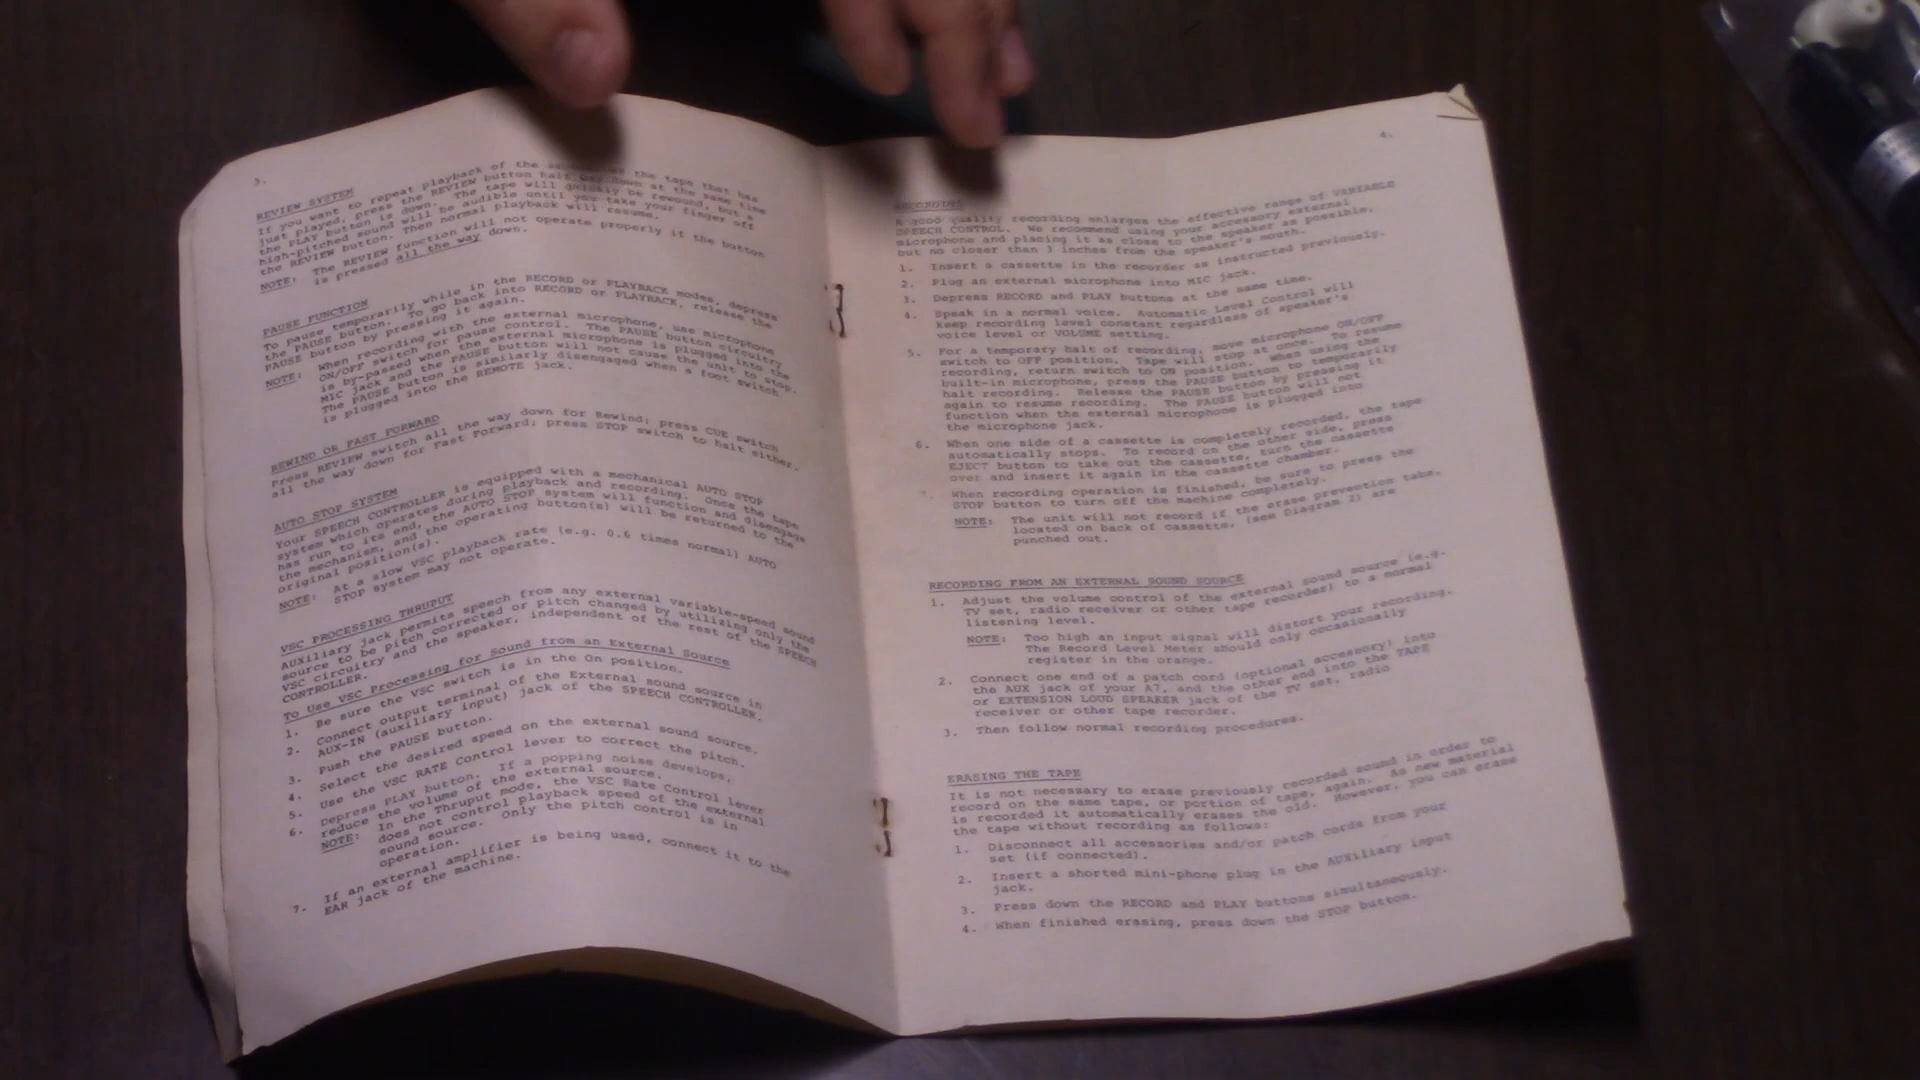 3.
REVIEW SYSTEM
If you want to repeat playback of the the tape that has
just played, press the REVIEW button half way down at the same time
the PLAY button is down. The tape will quickly be rewound, but a
high-pitched sound will be audible until you take your finger off
the REVIEW button. Then normal playback will resume.
NOTE: The REVIEW function will not operate properly if the button
is pressed all the way down.
PAUSE FUNCTION
To pause temporarily while in the RECORD or PLAYBACK modes, depress
the PAUSE button. To go back into RECORD or PLAYBACK, release the
PAUSE button by pressing it again.
NOTE: When recording with the external microphone, use microphone
ON/OFF switch for pause control. The PAUSE button circuitry
is by-passed when the external microphone is plugged into the
MIC jack and the PAUSE button will not cause the unit to stop.
The PAUSE button is similarly disengaged when a foot switch
is plugged into the REMOTE jack.
REWIND OR FAST FORWARD
Press REVIEW switch all the way down for Rewind; press CUE switch
all the way down for Fast Forward; press STOP switch to halt either.
AUTO STOP SYSTEM
Your SPEECH CONTROLLER is equipped with a mechanical AUTO STOP
system which operates during playback and recording. Once the tape
has run to its end, the AUTO STOP system will function and disengage
the mechanism, and the operating button(s) will be returned to the
original position(s).
NOTE: At a slow VSC playback rate (e.g. 0.6 times normal) AUTO
STOP system may not operate.
VSC PROCESSING THRUPUT
AUXiliary jack permits speech from any external variable-speed sound
source to be pitch corrected or pitch changed by utilizing only the
VSC circuitry and the speaker, independent of the rest of the SPEECH
CONTROLLER.
To Use VSC Processing for Sound from an External Source
1. Be sure the VSC switch is in the On position.
2. Connect output terminal of the External sound source in
AUX-IN (auxiliary input) jack of the SPEECH CONTROLLER.
3. Push the PAUSE button.
4. Select the desired speed on the external sound source.
5. Use the VSC RATE Control lever to correct the pitch.
6. Depress PLAY button. If a popping noise develops,
reduce the volume of the external source.
NOTE: In the Thruput mode, the VSC Rate Control lever
does not control playback speed of the external
sound source. Only the pitch control is in
operation.
7. If an external amplifier is being used, connect it to the
EAR jack of the machine.
4.
RECORDING
A good quality recording enlarges the effective range of VARIABLE
SPEECH CONTROL. We recommend using your accessory external
microphone and placing it as close to the speaker as possible,
but no closer than 3 inches from the speaker's mouth.
1. Insert a cassette in the recorder as instructed previously.
2. Plug an external microphone into MIC jack.
3. Depress RECORD and PLAY buttons at the same time.
4. Speak in a normal voice. Automatic Level Control will
keep recording level constant regardless of speaker's
voice level or VOLUME setting.
5. For a temporary halt of recording, move microphone ON/OFF
switch to OFF position. Tape will stop at once. To resume
recording, return switch to ON position. When using the
built-in microphone, press the PAUSE button to temporarily
halt recording. Release the PAUSE button by pressing it
again to resume recording. The PAUSE button will not
function when the external microphone is plugged into
the microphone jack.
6. When one side of a cassette is completely recorded, the tape
automatically stops. To record on the other side, press
EJECT button to take out the cassette, turn the cassette
over and insert it again in the cassette chamber.
7. When recording operation is finished, be sure to press the
STOP button to turn off the machine completely.
NOTE: The unit will not record if the erase prevention tabs,
located on back of cassette, (see Diagram 2) are
punched out.
RECORDING FROM AN EXTERNAL SOUND SOURCE
1. Adjust the volume control of the external sound source (e.g.
TV set, radio receiver or other tape recorder) to a normal
listening level.
NOTE: Too high an input signal will distort your recording.
The Record Level Meter should only occasionally
register in the orange.
2. Connect one end of a patch cord (optional accessory) into
the AUX jack of your A7, and the other end into the TAPE
or EXTENSION LOUD SPEAKER jack of the TV set, radio
receiver or other tape recorder.
3. Then follow normal recording procedures.
ERASING THE TAPE
It is not necessary to erase previously recorded sound in order to
record on the same tape, or portion of tape, again. As new material
is recorded it automatically erases the old. However, you can erase
the tape without recording as follows:
1. Disconnect all accessories and/or patch cords from your
set (if connected).
2. Insert a shorted mini-phone plug in the AUXiliary input
jack.
3. Press down the RECORD and PLAY buttons simultaneously.
4. When finished erasing, press down the STOP button.